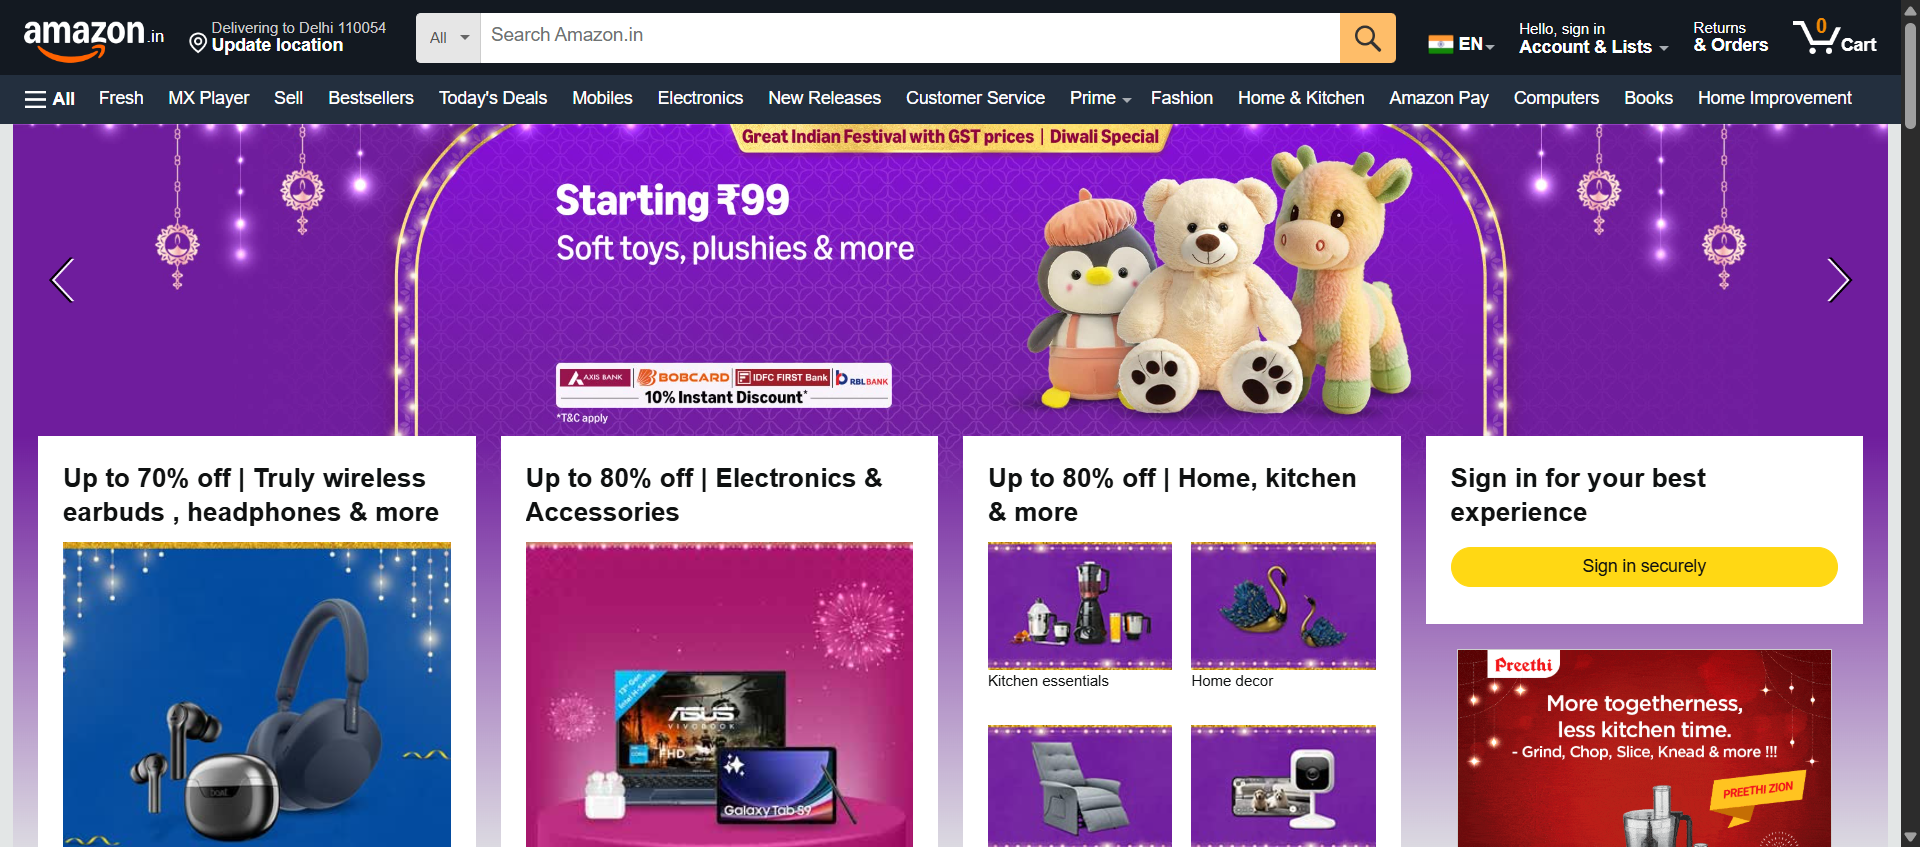 amazon.in
Delivering to Delhi 110054
Update location
All
Search Amazon.in
EN
Hello, sign in
Account & Lists
Returns
& Orders
0
Cart
All
Fresh
MX Player
Sell
Bestsellers
Today's Deals
Mobiles
Electronics
New Releases
Customer Service
Prime
Fashion
Home & Kitchen
Amazon Pay
Computers
Books
Home Improvement
Great Indian Festival with GST prices | Diwali Special
Starting ₹99
Soft toys, plushies & more
AXIS BANK
BOBCARD
IDFC FIRST Bank
RBLBANK
10% Instant Discount*
*T&C apply
Up to 70% off | Truly wireless
earbuds , headphones & more
boat
Up to 80% off | Electronics &
Accessories
13th Gen
Intel H-Series
ASUS
VIVOBOOK
FHD
Galaxy Tab S9
Up to 80% off | Home, kitchen
& more
Kitchen essentials
Home decor
Sign in for your best
experience
Sign in securely
Preethi
More togetherness,
less kitchen time.
- Grind, Chop, Slice, Knead & more !!!
PREETHI ZION